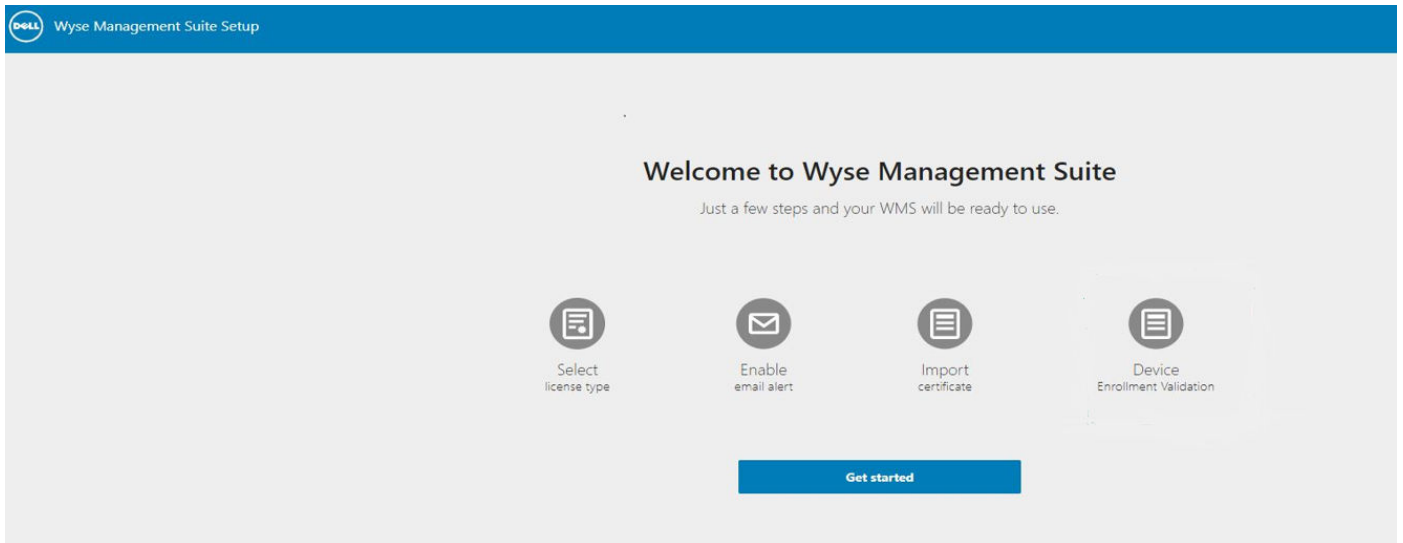 DELL
Wyse Management Suite Setup
Welcome to Wyse Management Suite
Just a few steps and your WMS will be ready to use.
Select
license type
Enable
email alert
Import
certificate
Device
Enrollment Validation
Get started